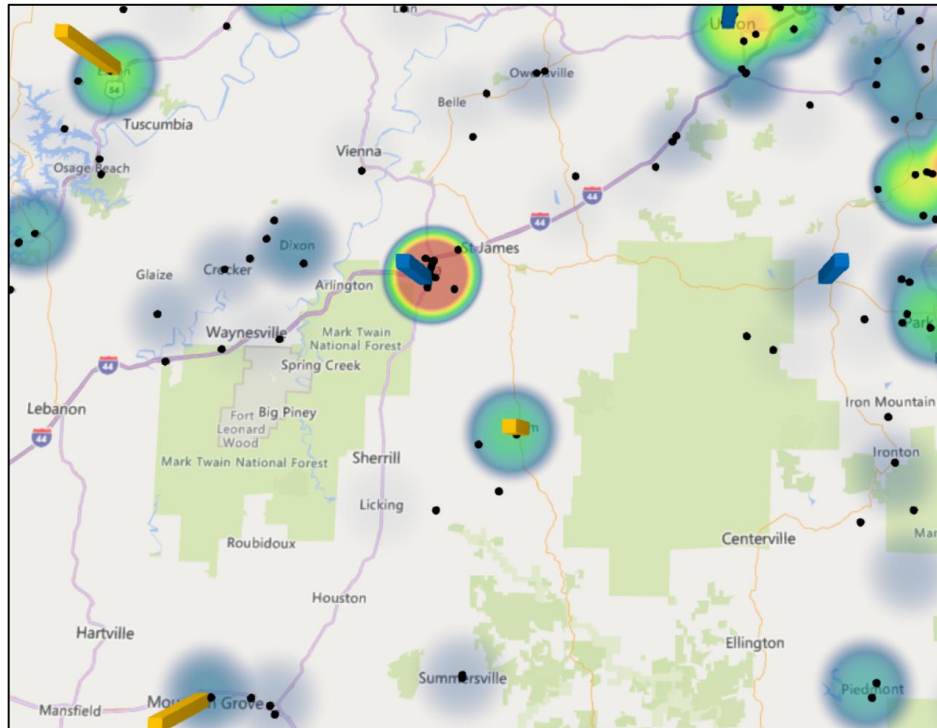 54
Tuscumbia
Owensville
Belle
Vienna
Osage Beach
44
44
St James
Dixon
Glaize
Crocker
Arlington
Waynesville
Mark Twain
National Forest
Spring Creek
44
Lebanon
Fort
Leonard
Wood
Big Piney
44
Mark Twain National Forest
Sherrill
Iron Mountain
Ironton
Licking
Roubidoux
Centerville
Houston
Hartville
Ellington
Summersville
Piedmont
Mansfield
Grove